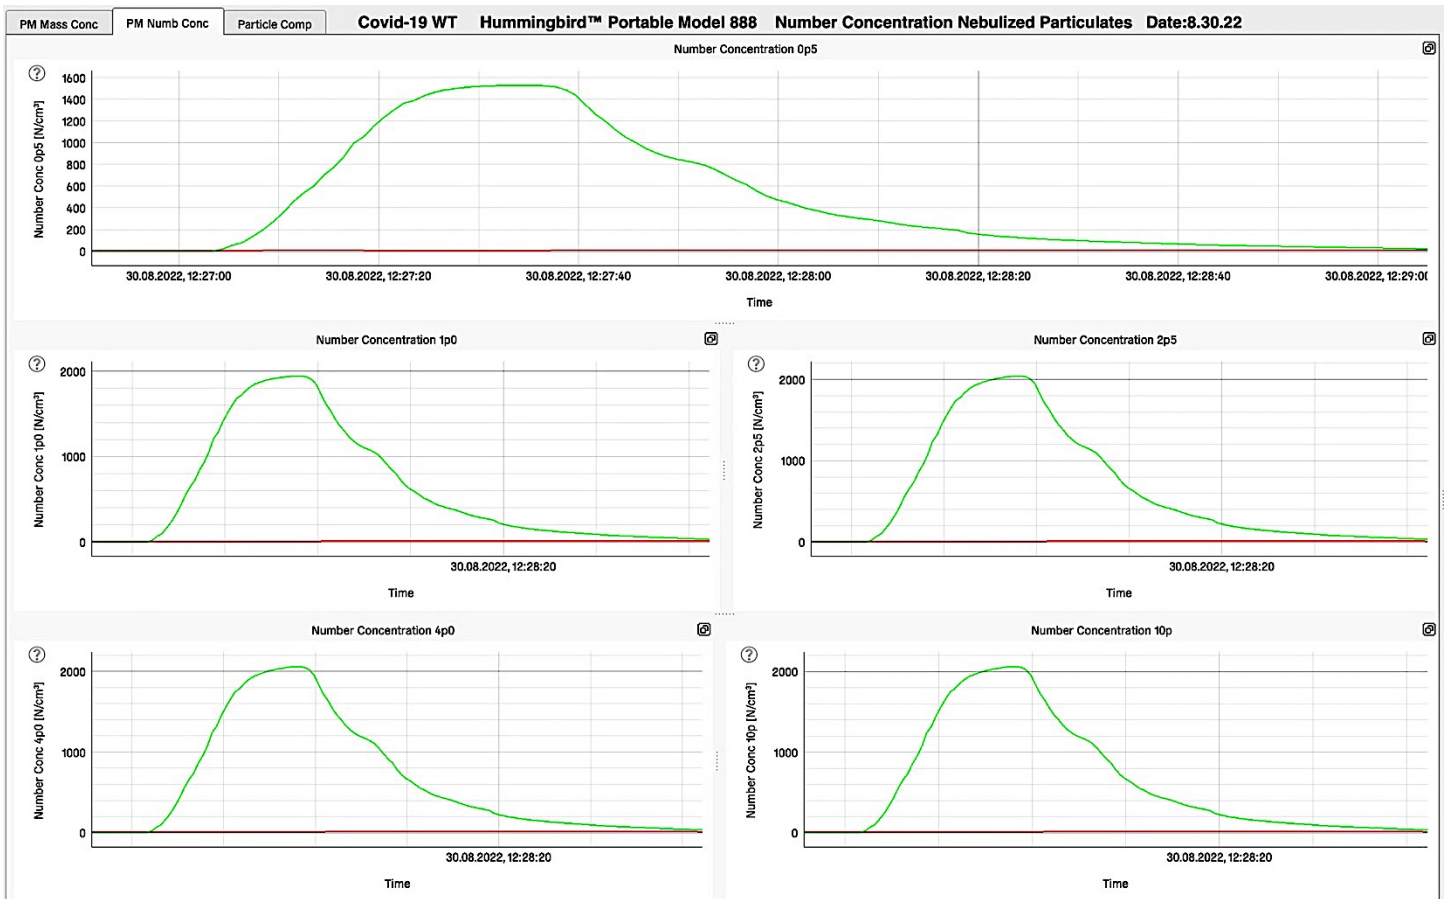 PM Mass Conc
PM Numb Conc
Particle Comp
Covid-19 WT Hummingbird™ Portable Model 888 Number Concentration Nebulized Particulates Date:8.30.22
Number Concentration 0p5
?
Number Conc 0p5 [N/cm³]
1600
1400
1200
1000
800
600
400
200
0
30.08.2022, 12:27:00
30.08.2022, 12:27:20
30.08.2022, 12:27:40
30.08.2022, 12:28:00
30.08.2022, 12:28:20
30.08.2022, 12:28:40
30.08.2022, 12:29:00
Time
Number Concentration 1p0
?
Number Conc 1p0 [N/cm³]
2000
1000
0
30.08.2022, 12:28:20
Time
Number Concentration 2p5
?
Number Conc 2p5 [N/cm³]
2000
1000
0
30.08.2022, 12:28:20
Time
Number Concentration 4p0
?
Number Conc 4p0 [N/cm³]
2000
1000
0
30.08.2022, 12:28:20
Time
Number Concentration 10p
?
Number Conc 10p [N/cm³]
2000
1000
0
30.08.2022, 12:28:20
Time